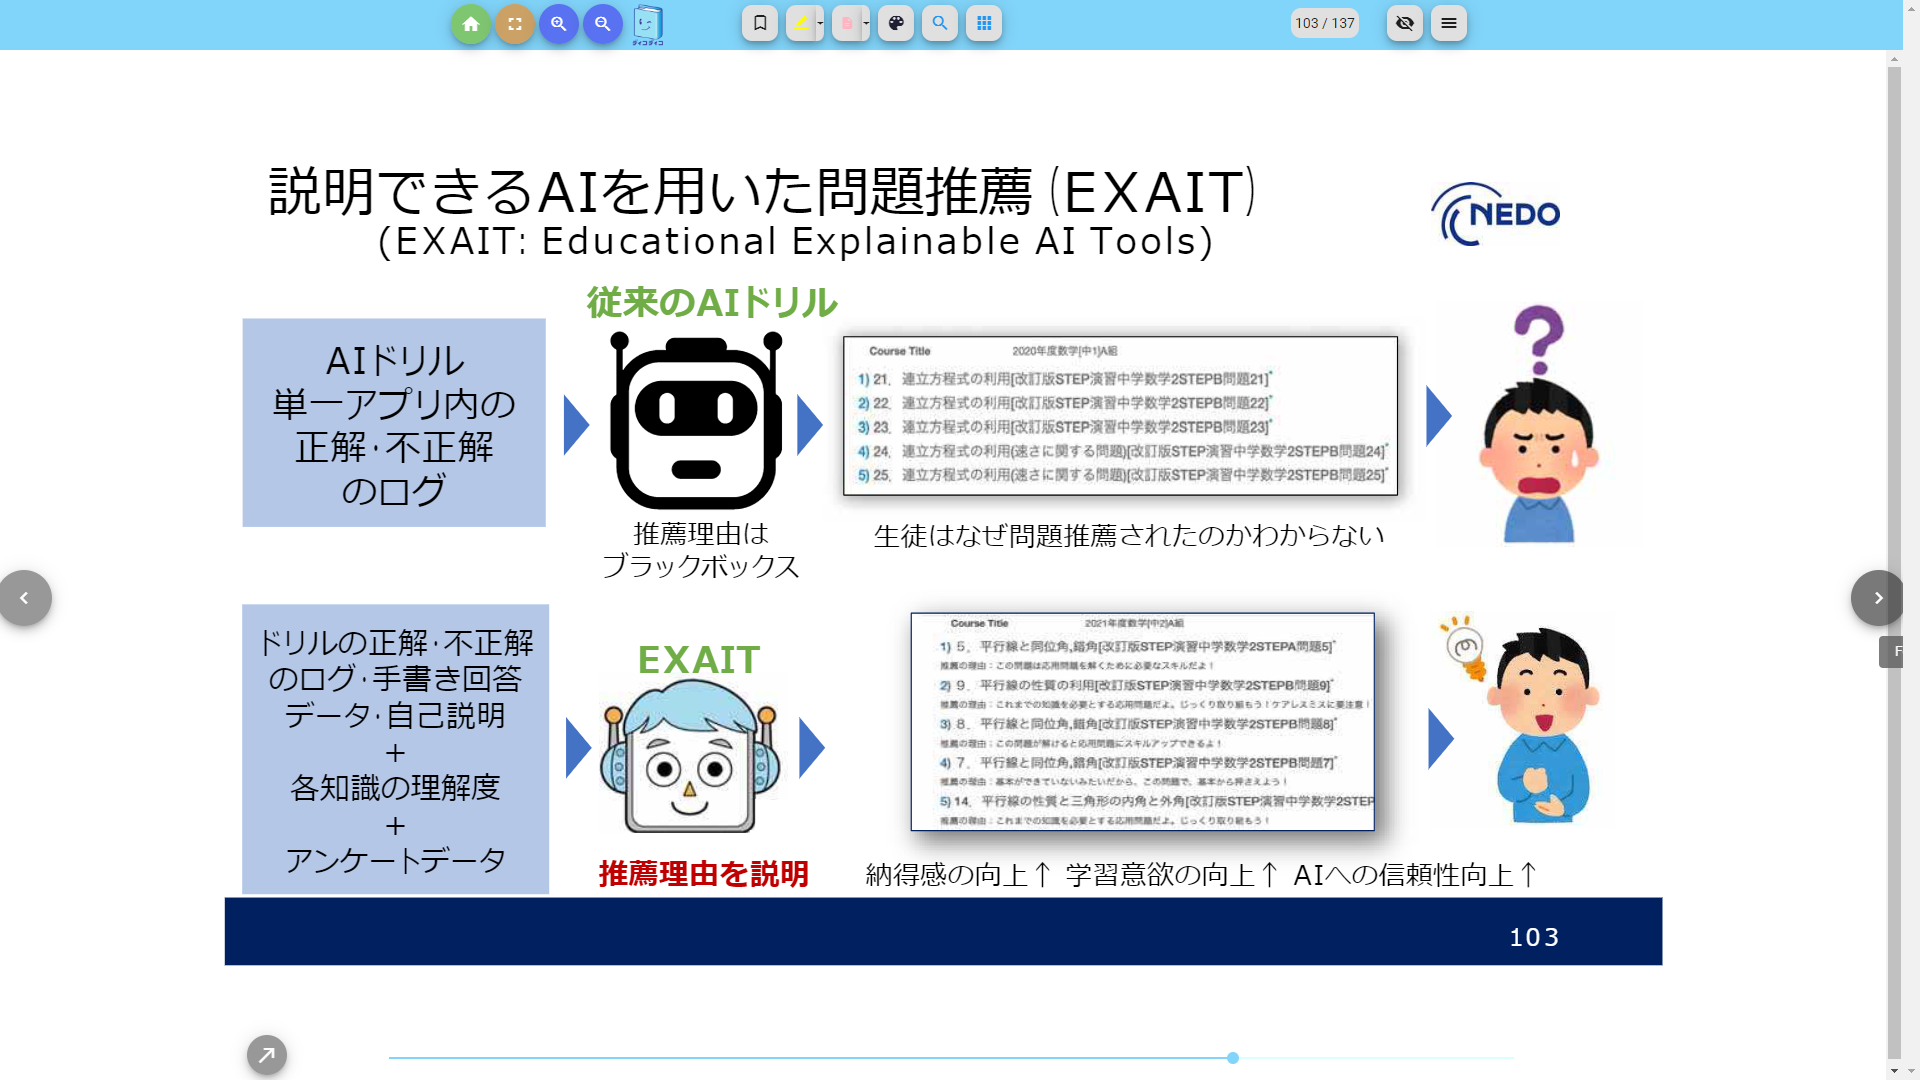 ダイコダイコ
103 / 137
説明できるAIを用いた問題推薦(EXAIT)
(EXAIT: Educational Explainable AI Tools)
NEDO
従来のAIドリル
AIドリル
単一アプリ内の
正解・不正解
のログ
推薦理由は
ブラックボックス
Course Title 2020年度数学[中1]A組
1) 21. 連立方程式の利用[改訂版STEP演習中学数学2STEPB問題21]*
2) 22. 連立方程式の利用[改訂版STEP演習中学数学2STEPB問題22]*
3) 23. 連立方程式の利用[改訂版STEP演習中学数学2STEPB問題23]*
4) 24. 連立方程式の利用(速さに関する問題)[改訂版STEP演習中学数学2STEPB問題24]*
5) 25. 連立方程式の利用(速さに関する問題)[改訂版STEP演習中学数学2STEPB問題25]*
生徒はなぜ問題推薦されたのかわからない
?
ドリルの正解・不正解
のログ・手書き回答
データ・自己説明
+
各知識の理解度
+
アンケートデータ
EXAIT
推薦理由を説明
Course Title 2021年度数学[中2]A組
1) 5. 平行線と同位角,錯角[改訂版STEP演習中学数学2STEPA問題5]*
推薦の理由:この問題は応用問題を解くために必要なスキルだよ!
2) 9. 平行線の性質の利用[改訂版STEP演習中学数学2STEPB問題9]*
推薦の理由:これまでの知識を必要とする応用問題だよ。じっくり取り組もう!ケアレスミスに要注意!
3) 8. 平行線と同位角,錯角[改訂版STEP演習中学数学2STEPB問題8]*
推薦の理由:この問題が解けると応用問題にスキルアップできるよ!
4) 7. 平行線と同位角,錯角[改訂版STEP演習中学数学2STEPB問題7]*
推薦の理由:基本ができていないみたいだから、この問題で、基本から押さえよう!
5) 14. 平行線の性質と三角形の内角と外角[改訂版STEP演習中学数学2STEP
推薦の理由:これまでの知識を必要とする応用問題だよ。じっくり取り組もう!
納得感の向上↑ 学習意欲の向上↑ AIへの信頼性向上↑
103
F